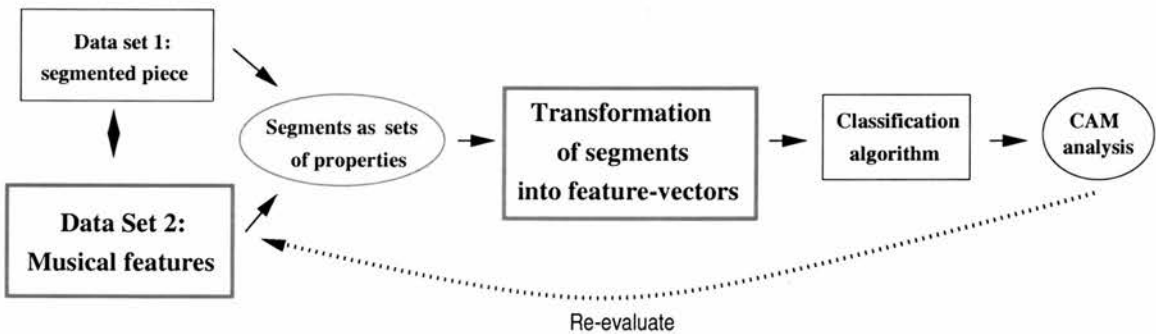 Data set 1:
segmented piece
Data Set 2:
Musical features
Segments as sets
of properties
Transformation
of segments
into feature-vectors
Classification
algorithm
CAM
analysis
Re-evaluate